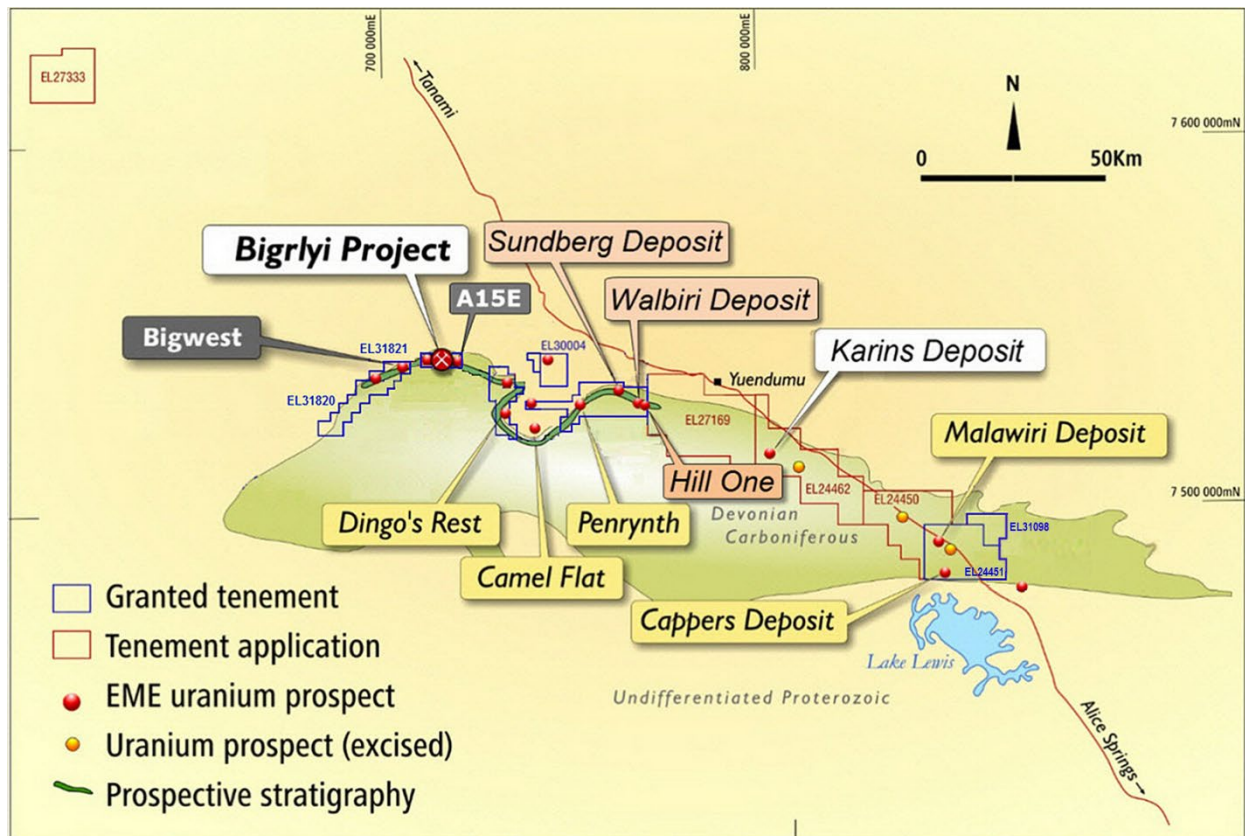 700 000mE
800 000mE
EL27333
Tanami
N
7 600 000mN
0 50Km
Bigrlyi Project
Sundberg Deposit
A15E
Walbiri Deposit
Bigwest
EL31821
EL30004
Karins Deposit
Yuendumu
EL31820
EL27169
Malawiri Deposit
Hill One
EL24462
EL24450
7 500 000mN
Dingo's Rest
Penrynth
Devonian
Carboniferous
EL31098
Camel Flat
EL24451
Granted tenement
Cappers Deposit
Tenement application
Lake Lewis
EME uranium prospect
Undifferentiated Proterozoic
Uranium prospect (excised)
Alice Springs
Prospective stratigraphy